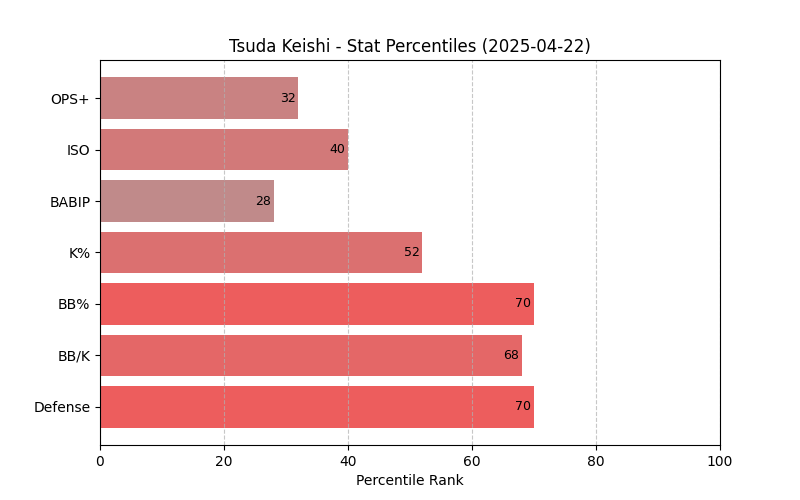 Tsuda Keishi - Stat Percentiles (2025-04-22)
OPS+ 32
ISO 40
BABIP 28
K% 52
BB% 70
BB/K 68
Defense 70
0 20 40 60 80 100
Percentile Rank